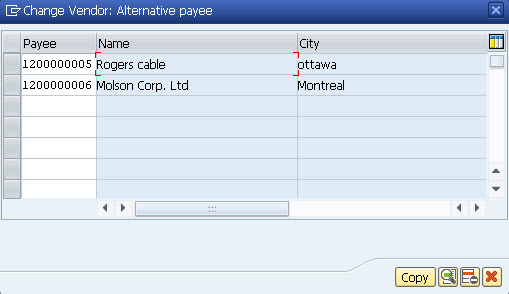 Change Vendor: Alternative payee
Payee Name City
1200000005 Rogers cable ottawa
1200000006 Molson Corp. Ltd Montreal
Copy